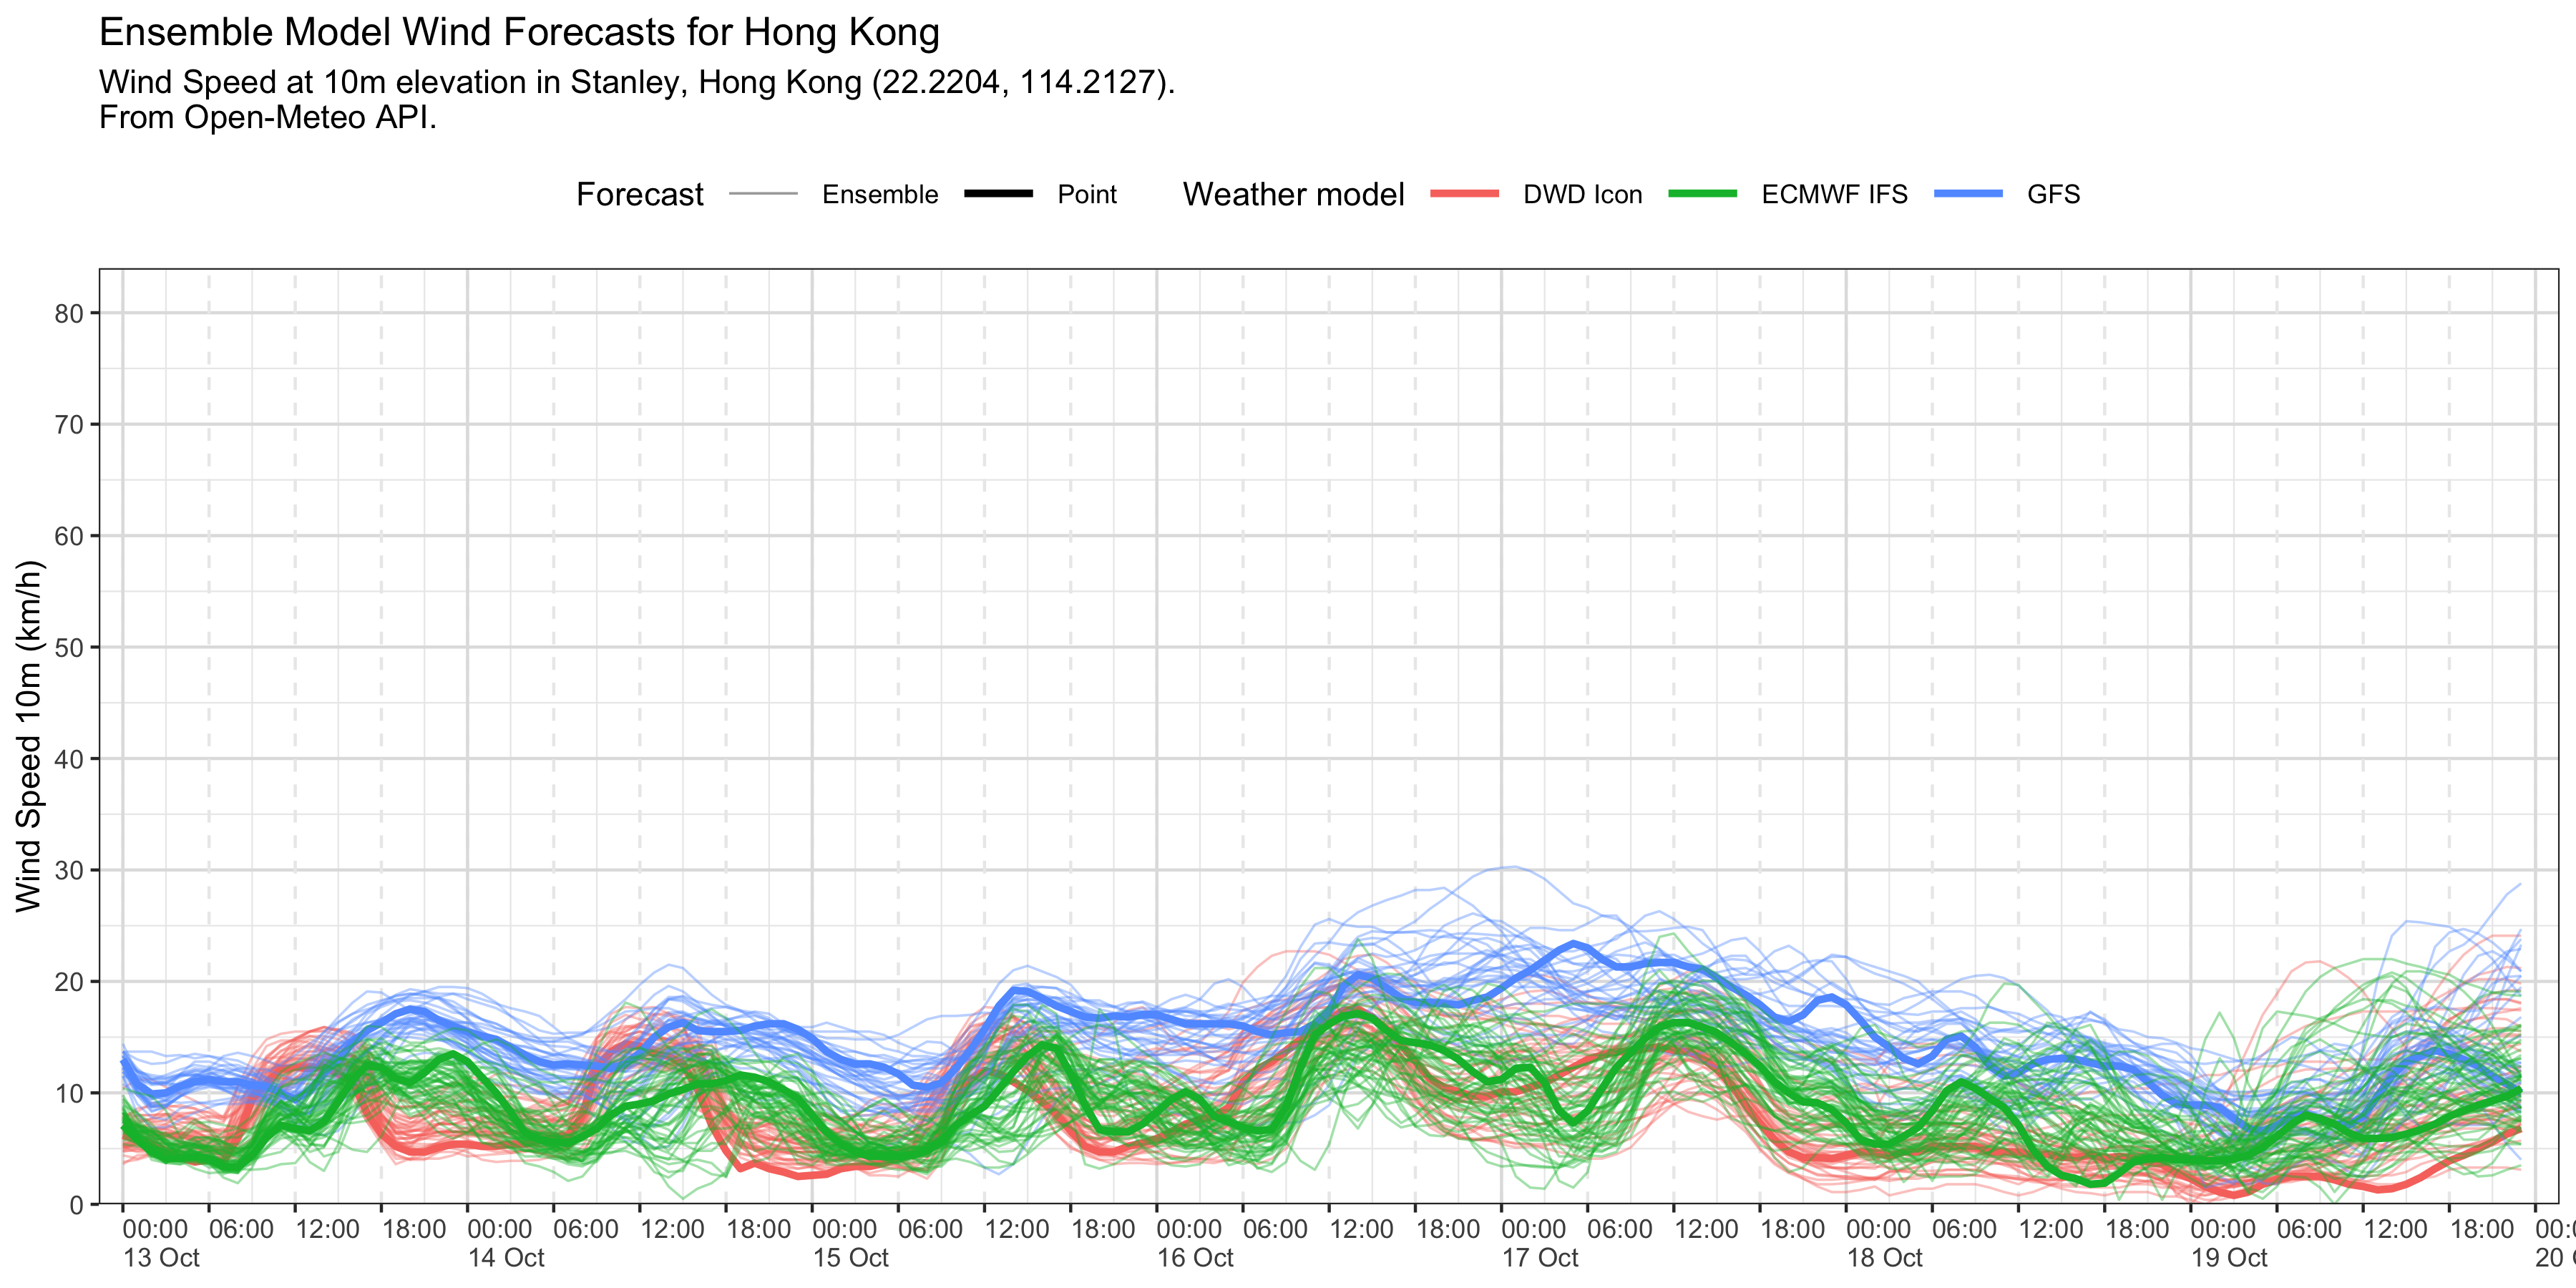 Ensemble Model Wind Forecasts for Hong Kong
Wind Speed at 10m elevation in Stanley, Hong Kong (22.2204, 114.2127).
From Open-Meteo API.
Forecast Ensemble Point Weather model DWD Icon ECMWF IFS GFS
Wind Speed 10m (km/h)
80
70
60
50
40
30
20
10
0
00:00 06:00 12:00 18:00 00:00 06:00 12:00 18:00 00:00 06:00 12:00 18:00 00:00 06:00 12:00 18:00 00:00 06:00 12:00 18:00 00:00 06:00 12:00 18:00 00:00 06:00 12:00 18:00 00:
13 Oct 14 Oct 15 Oct 16 Oct 17 Oct 18 Oct 19 Oct 20